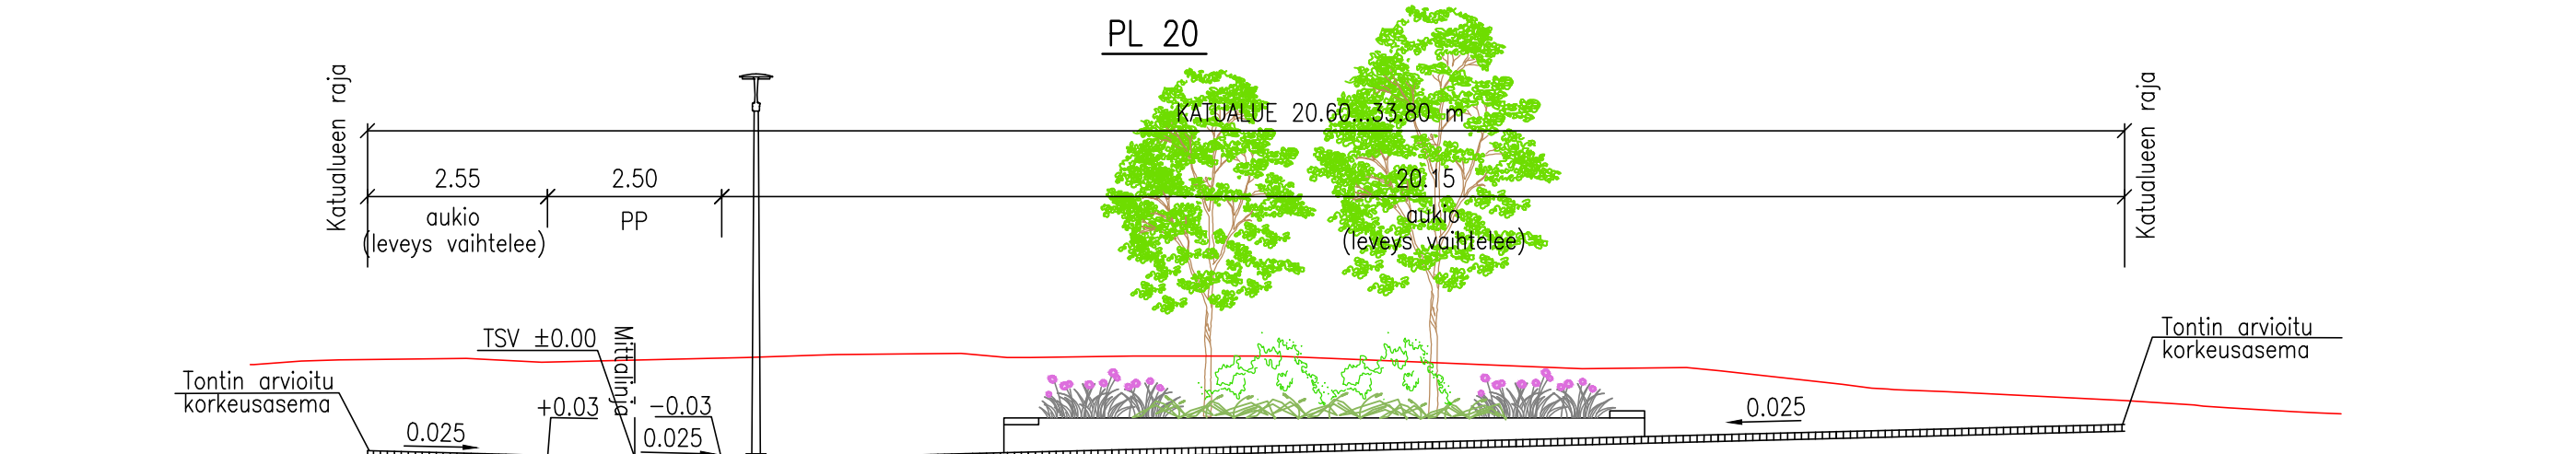 PL 20
Katualueen raja
KATUALUE 20.60...33.80 m
Katualueen raja
2.55
2.50
20.15
aukio
(leveys vaihtelee)
PP
aukio
(leveys vaihtelee)
TSV ±0.00
Mittalinja
Tontin arvioitu
korkeusasema
Tontin arvioitu
korkeusasema
+0.03
-0.03
0.025
0.025
0.025